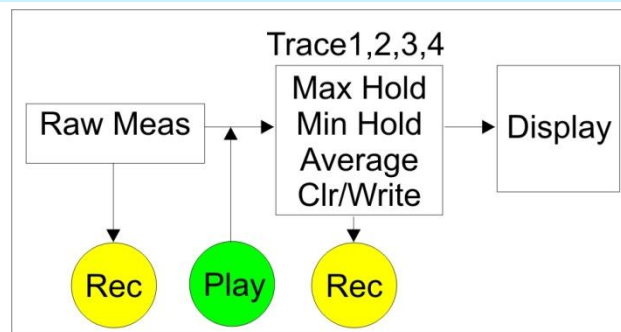 Trace1,2,3,4
Raw Meas
Max Hold
Min Hold
Average
Clr/Write
Display
Rec
Play
Rec